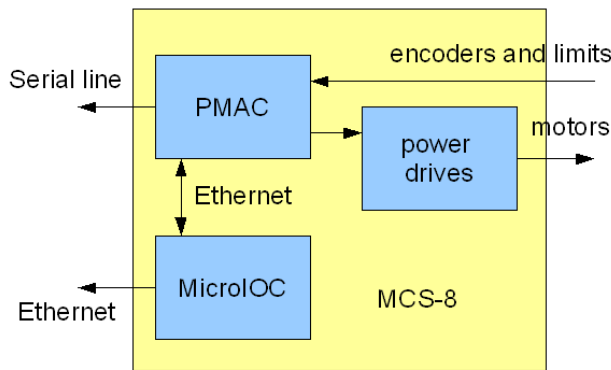 encoders and limits
Serial line
PMAC
motors
power
drives
Ethernet
MicroIOC
MCS-8
Ethernet